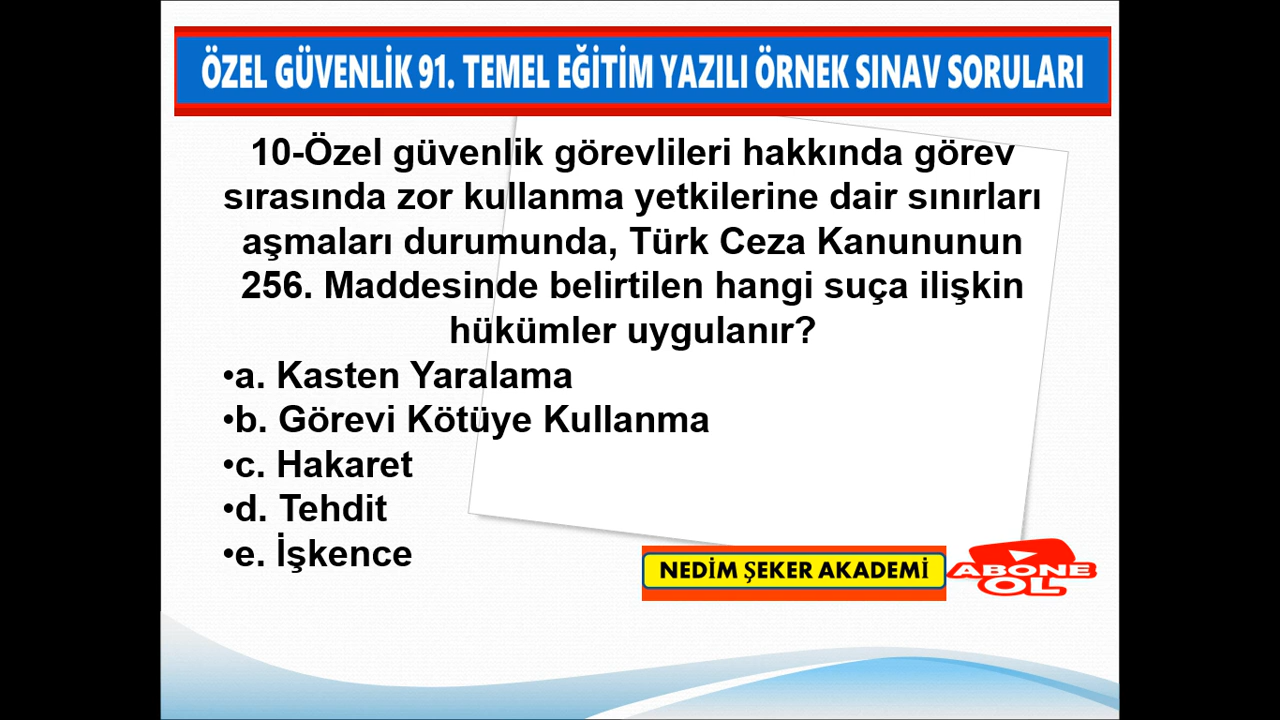 ÖZEL GÜVENLİK 91. TEMEL EĞİTİM YAZILI ÖRNEK SINAV SORULARI
10-Özel güvenlik görevlileri hakkında görev
sırasında zor kullanma yetkilerine dair sınırları
aşmaları durumunda, Türk Ceza Kanununun
256. Maddesinde belirtilen hangi suça ilişkin
hükümler uygulanır?
•a. Kasten Yaralama
•b. Görevi Kötüye Kullanma
•c. Hakaret
•d. Tehdit
•e. İşkence
NEDİM ŞEKER AKADEMİ
ABONE
OL